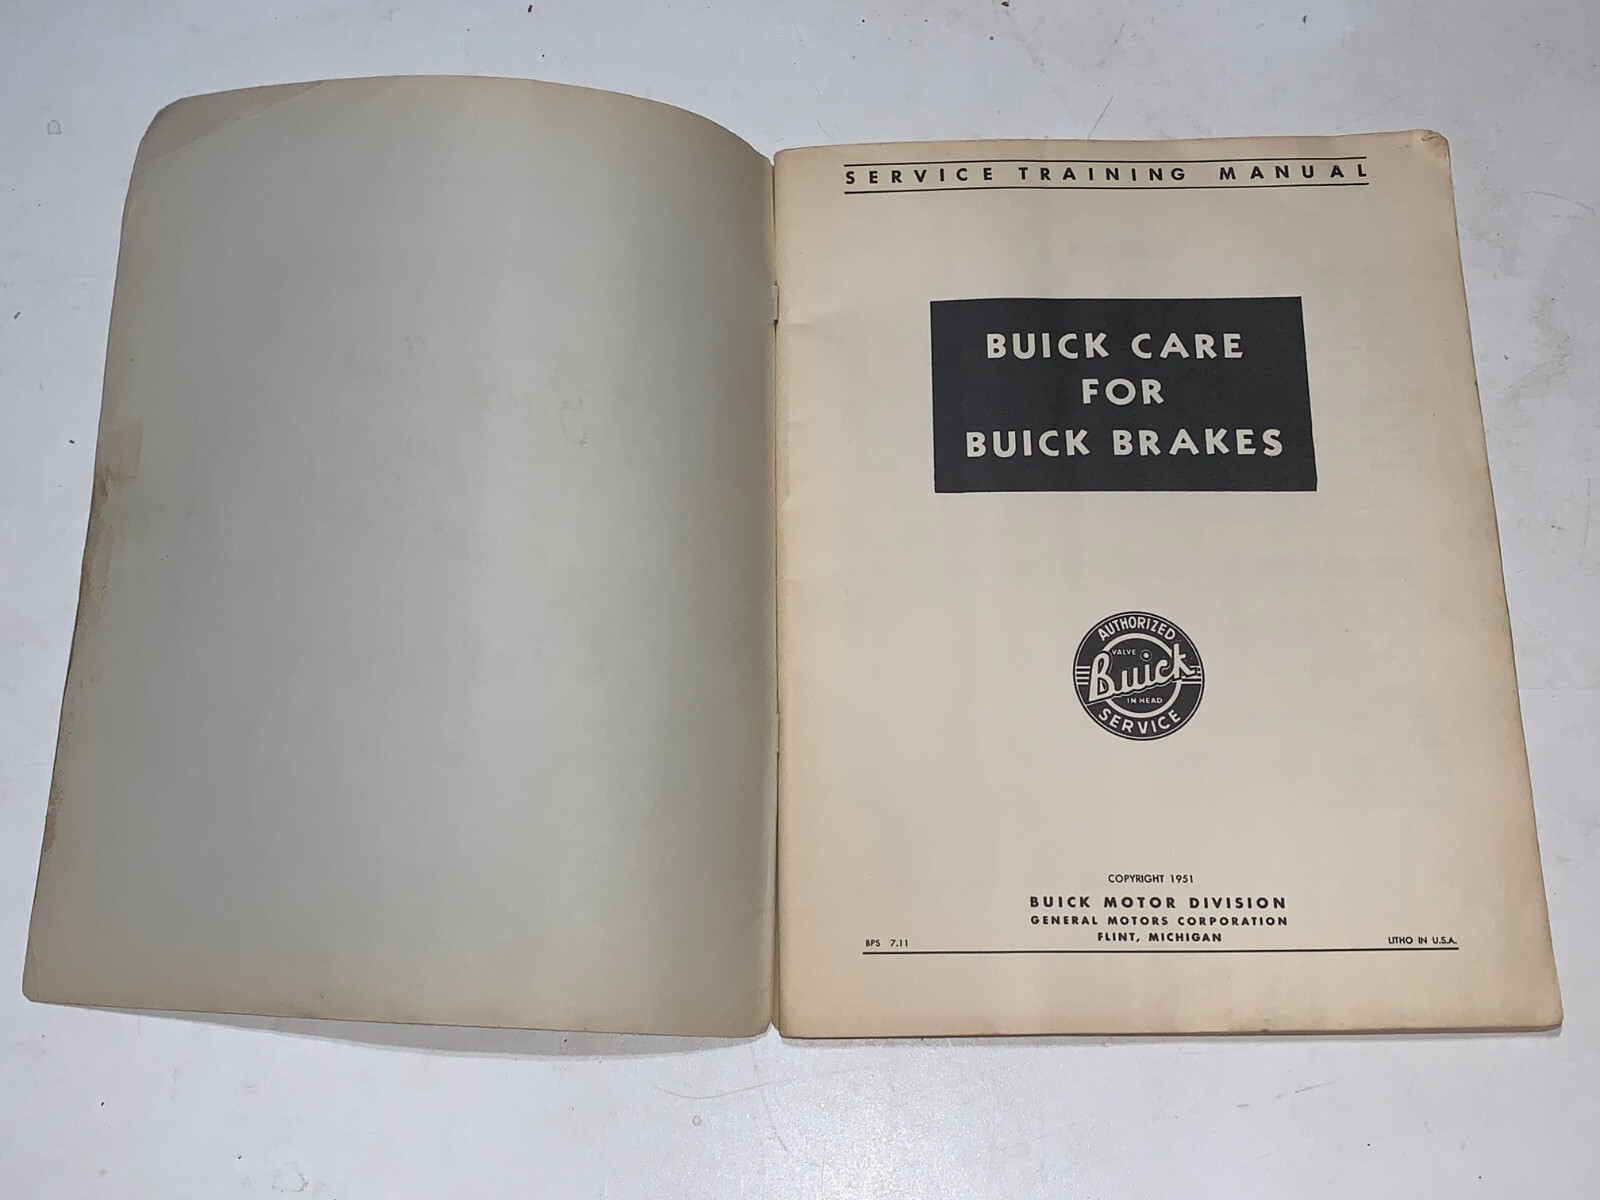 SERVICE TRAINING MANUAL
BUICK CARE
FOR
BUICK BRAKES
AUTHORIZED
VALVE
Buick
IN HEAD
SERVICE
COPYRIGHT 1951
BUICK MOTOR DIVISION
GENERAL MOTORS CORPORATION
FLINT, MICHIGAN
BPS 7.11
LITHO IN U.S.A.